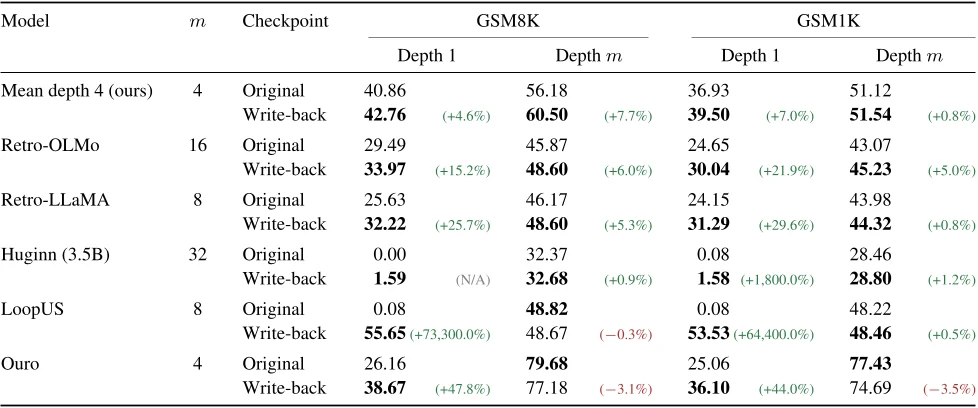 Model m Checkpoint GSM8K GSM1K
Depth 1 Depth m Depth 1 Depth m
Mean depth 4 (ours) 4 Original 40.86 56.18 36.93 51.12
Write-back 42.76 (+4.6%) 60.50 (+7.7%) 39.50 (+7.0%) 51.54 (+0.8%)
Retro-OLMo 16 Original 29.49 45.87 24.65 43.07
Write-back 33.97 (+15.2%) 48.60 (+6.0%) 30.04 (+21.9%) 45.23 (+5.0%)
Retro-LLaMA 8 Original 25.63 46.17 24.15 43.98
Write-back 32.22 (+25.7%) 48.60 (+5.3%) 31.29 (+29.6%) 44.32 (+0.8%)
Huginn (3.5B) 32 Original 0.00 32.37 0.08 28.46
Write-back 1.59 (N/A) 32.68 (+0.9%) 1.58 (+1,800.0%) 28.80 (+1.2%)
LoopUS 8 Original 0.08 48.82 0.08 48.22
Write-back 55.65 (+73,300.0%) 48.67 (−0.3%) 53.53 (+64,400.0%) 48.46 (+0.5%)
Ouro 4 Original 26.16 79.68 25.06 77.43
Write-back 38.67 (+47.8%) 77.18 (−3.1%) 36.10 (+44.0%) 74.69 (−3.5%)